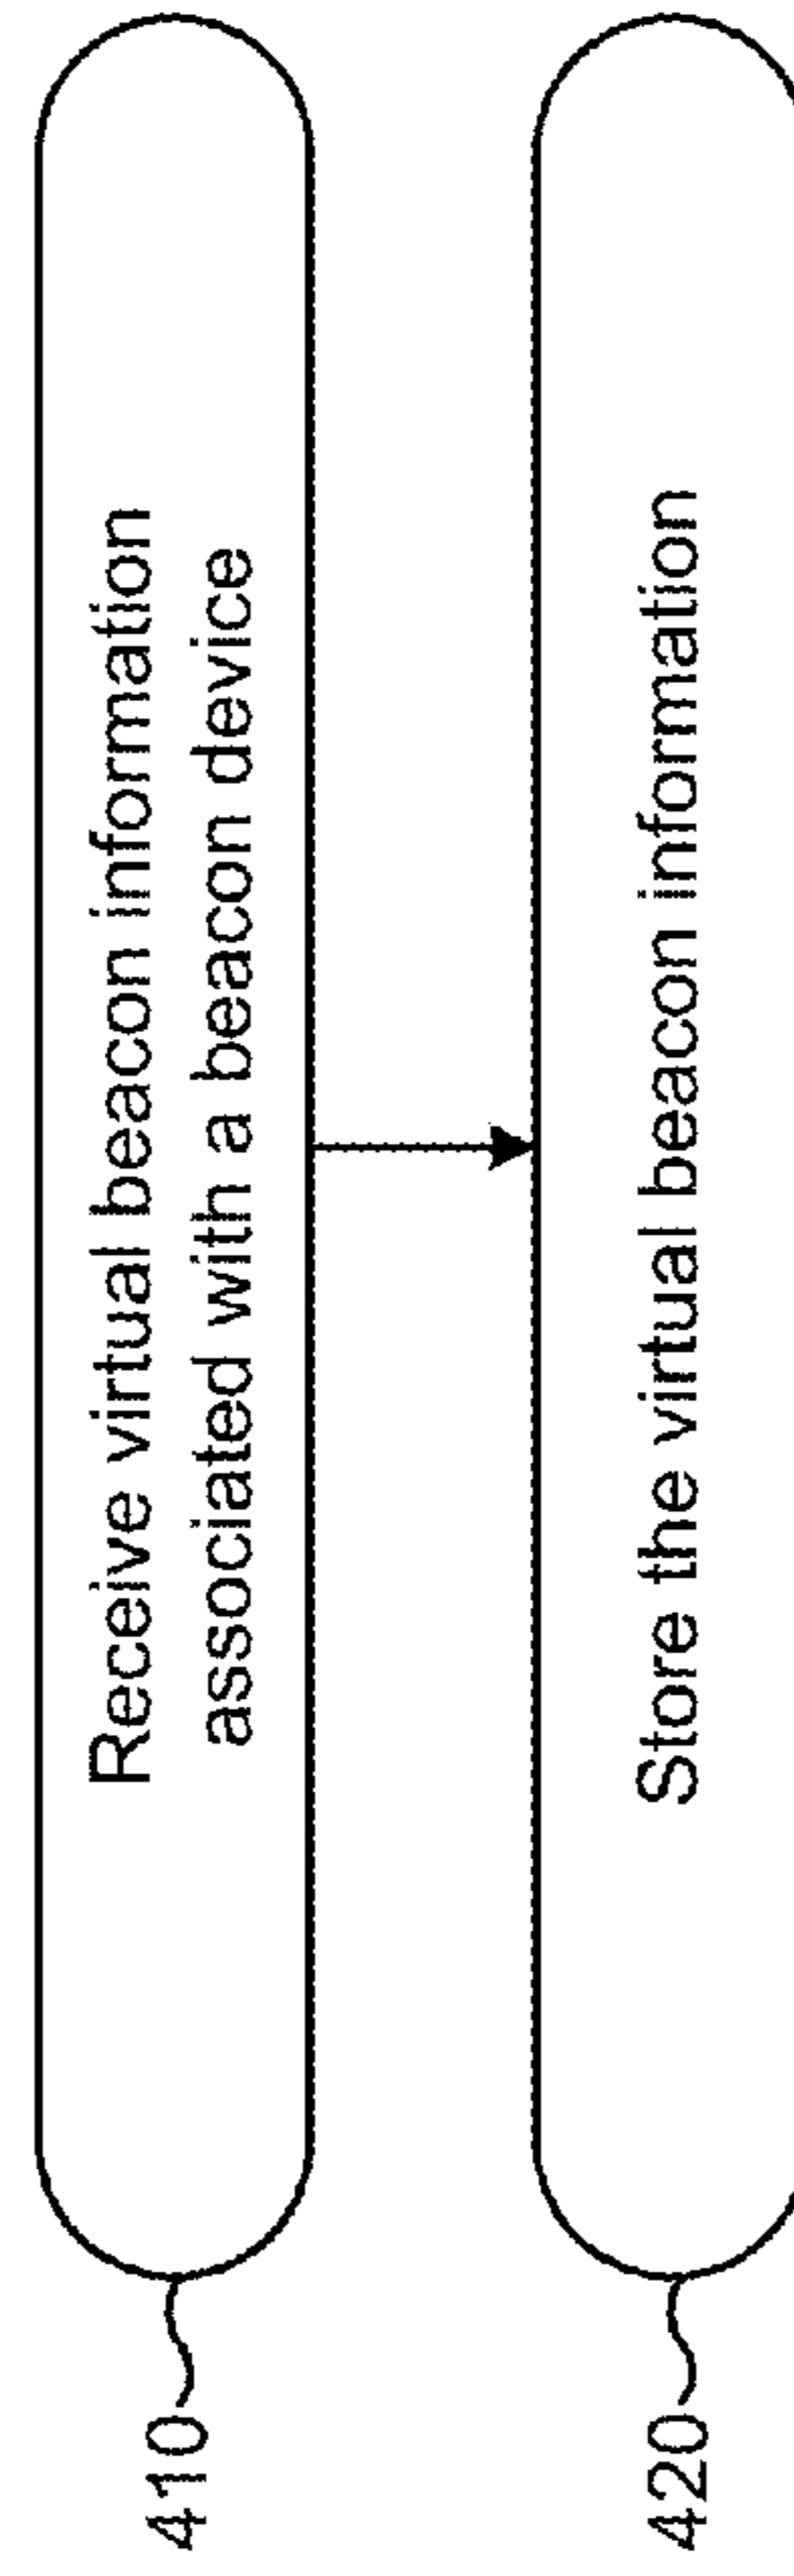 410
Receive virtual beacon information
associated with a beacon device
420
Store the virtual beacon information